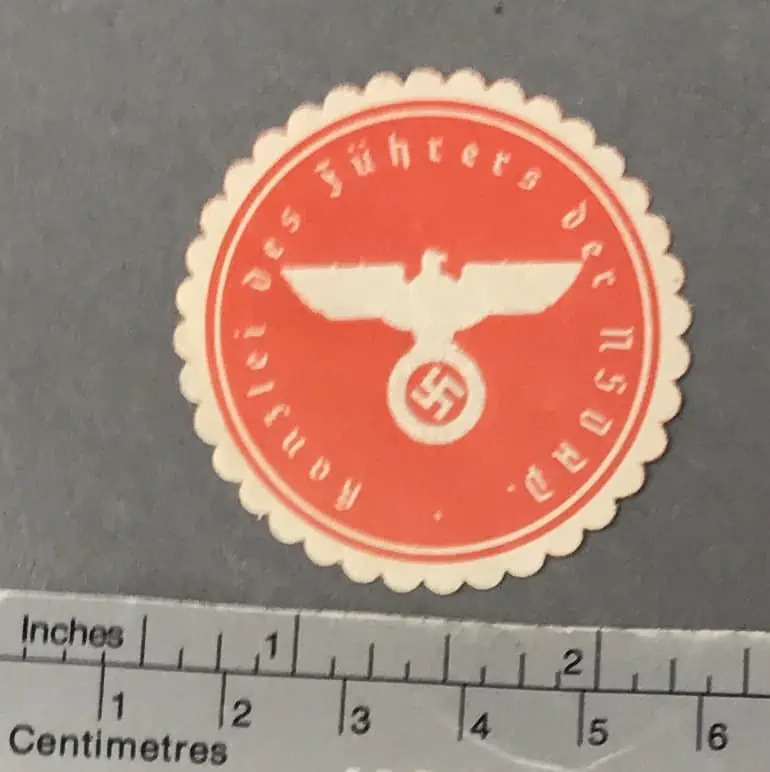 Kanzlei des Führers der NSDAP.
Inches
1
2
1
2
3
4
5
6
Centimetres